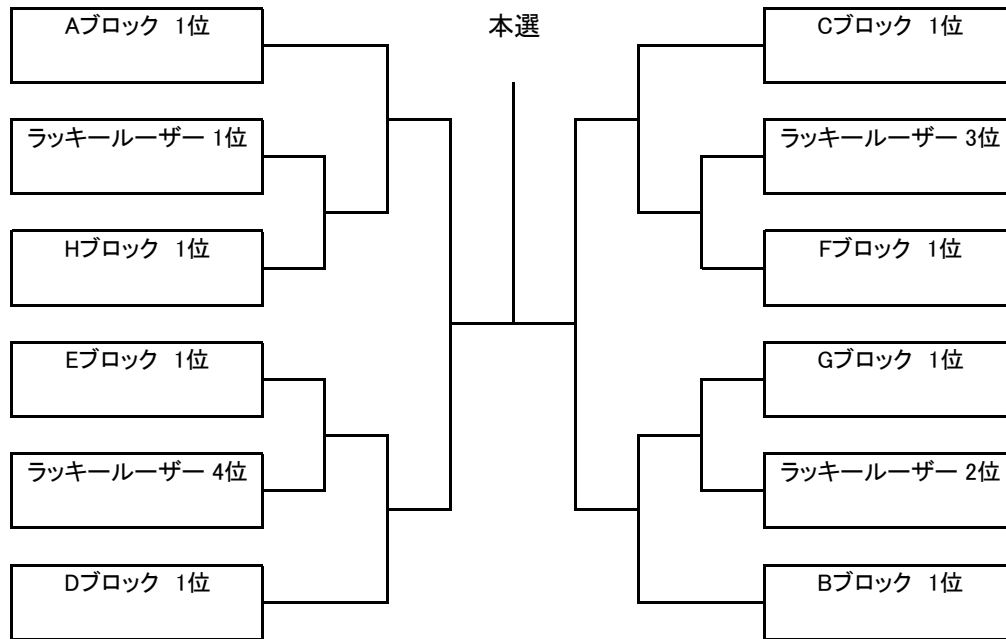 本選
Aブロック 1位
ラッキールーザー 1位
Hブロック 1位
Eブロック 1位
ラッキールーザー 4位
Dブロック 1位
Cブロック 1位
ラッキールーザー 3位
Fブロック 1位
Gブロック 1位
ラッキールーザー 2位
Bブロック 1位